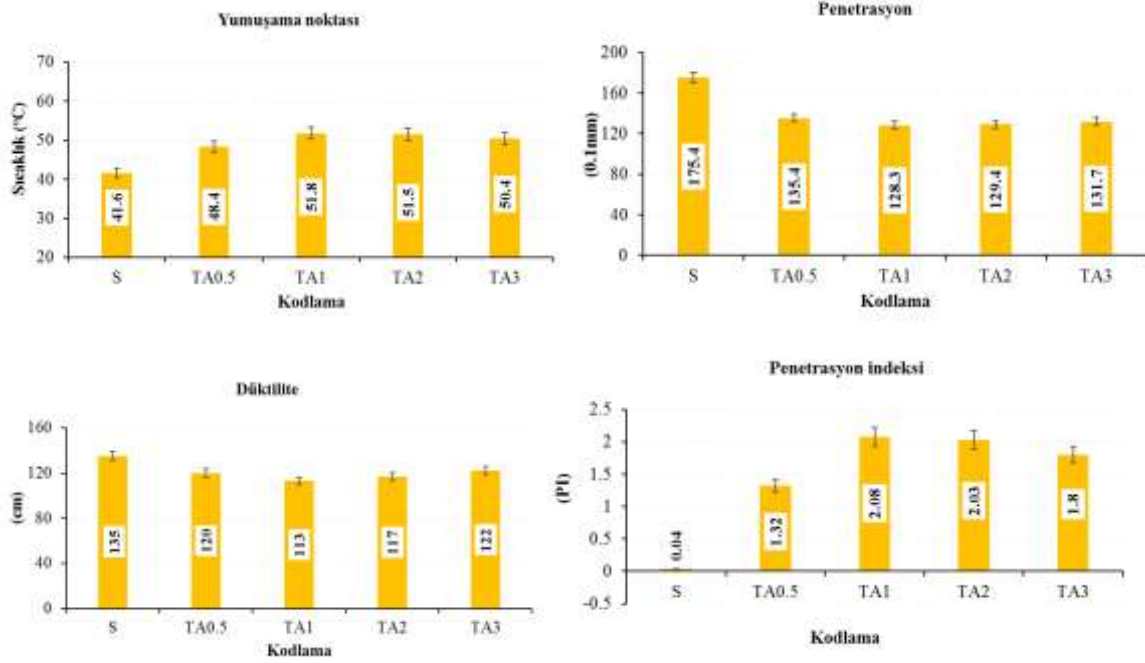 Yumuşama noktası
Sıcaklık (°C)
70
60
50
40
30
20
41.6
48.4
51.8
51.5
50.4
S TA0.5 TA1 TA2 TA3
Kodlama
Penetrasyon
(0.1mm)
200
160
120
80
40
0
175.4
135.4
128.3
129.4
131.7
S TA0.5 TA1 TA2 TA3
Kodlama
Düktilite
(cm)
160
120
80
40
0
135
120
113
117
122
S TA0.5 TA1 TA2 TA3
Kodlama
Penetrasyon indeksi
(PI)
2.5
2
1.5
1
0.5
0
-0.5
0.04
1.32
2.08
2.03
1.8
S TA0.5 TA1 TA2 TA3
Kodlama